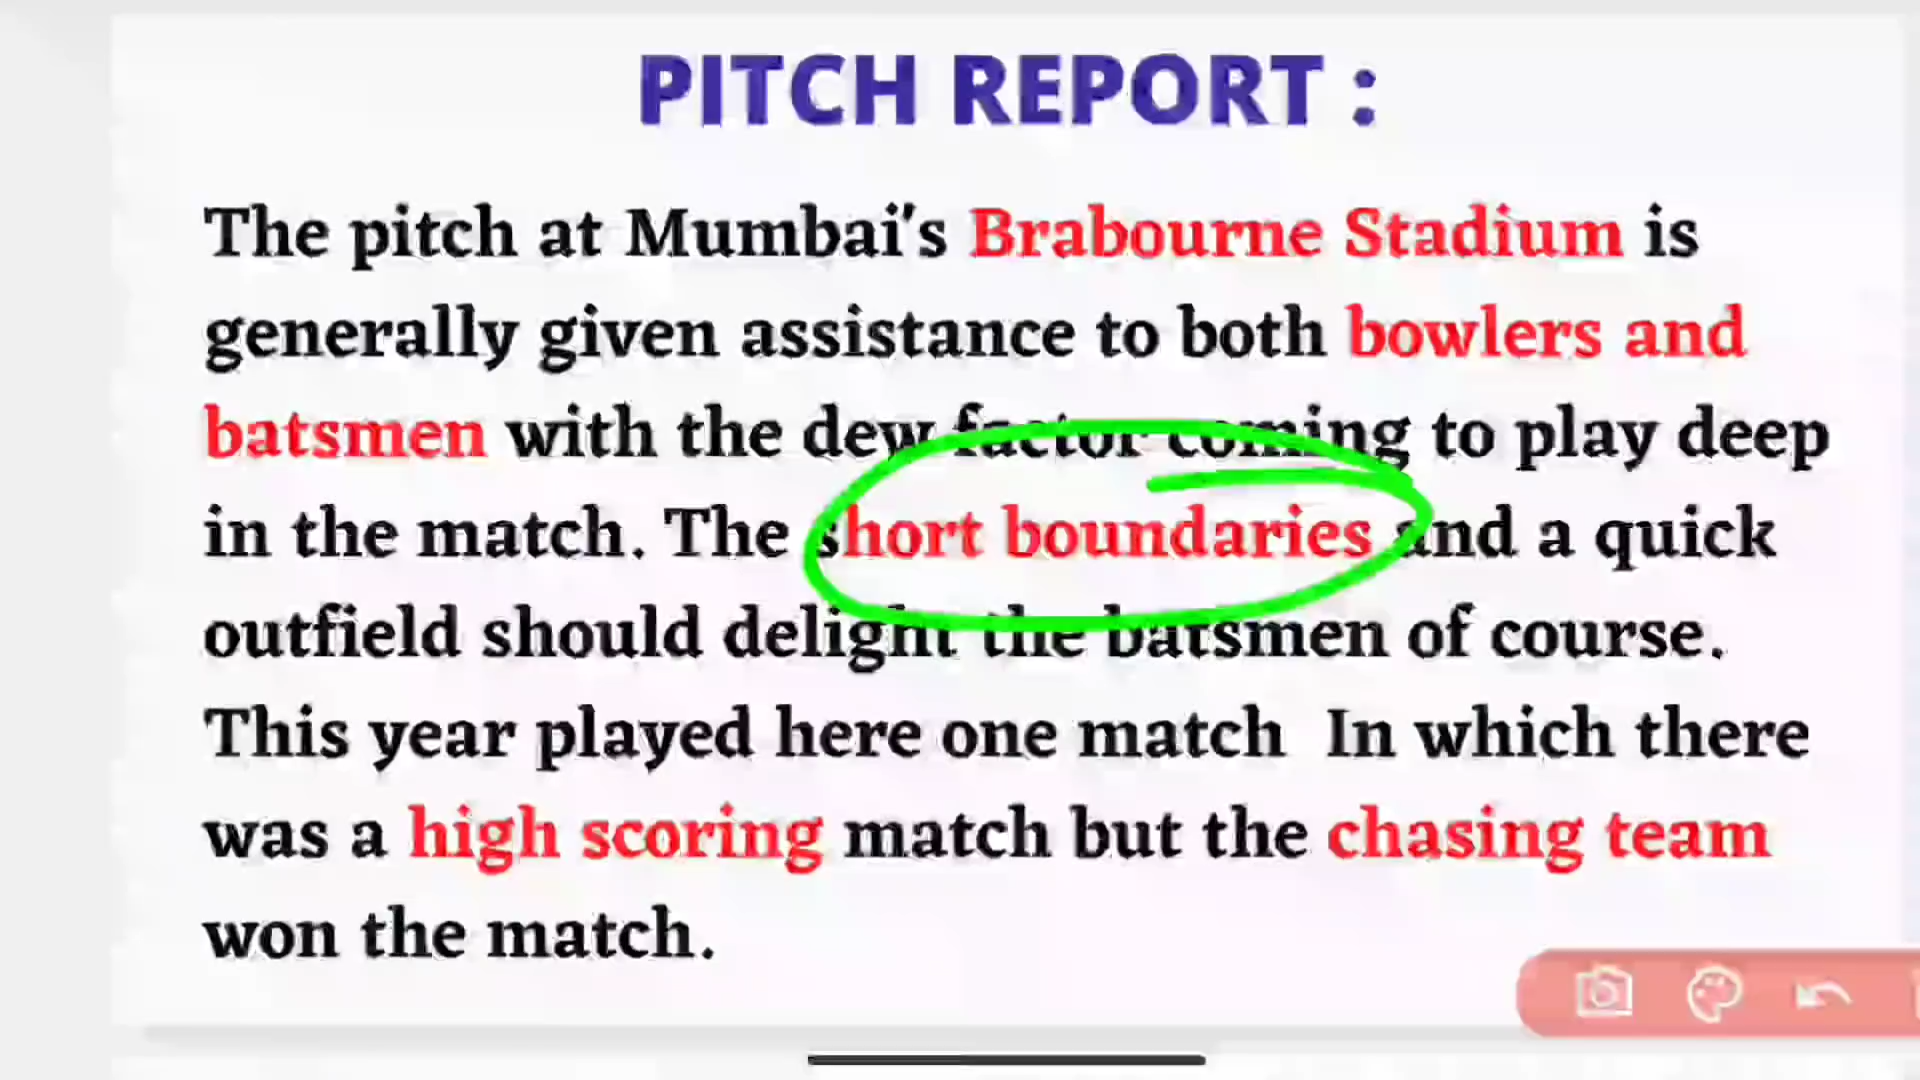 PITCH REPORT :
The pitch at Mumbai's Brabourne Stadium is
generally given assistance to both bowlers and
batsmen with the dew factor coming to play deep
in the match. The short boundaries and a quick
outfield should delight the batsmen of course.
This year played here one match  In which there
was a high scoring match but the chasing team
won the match.